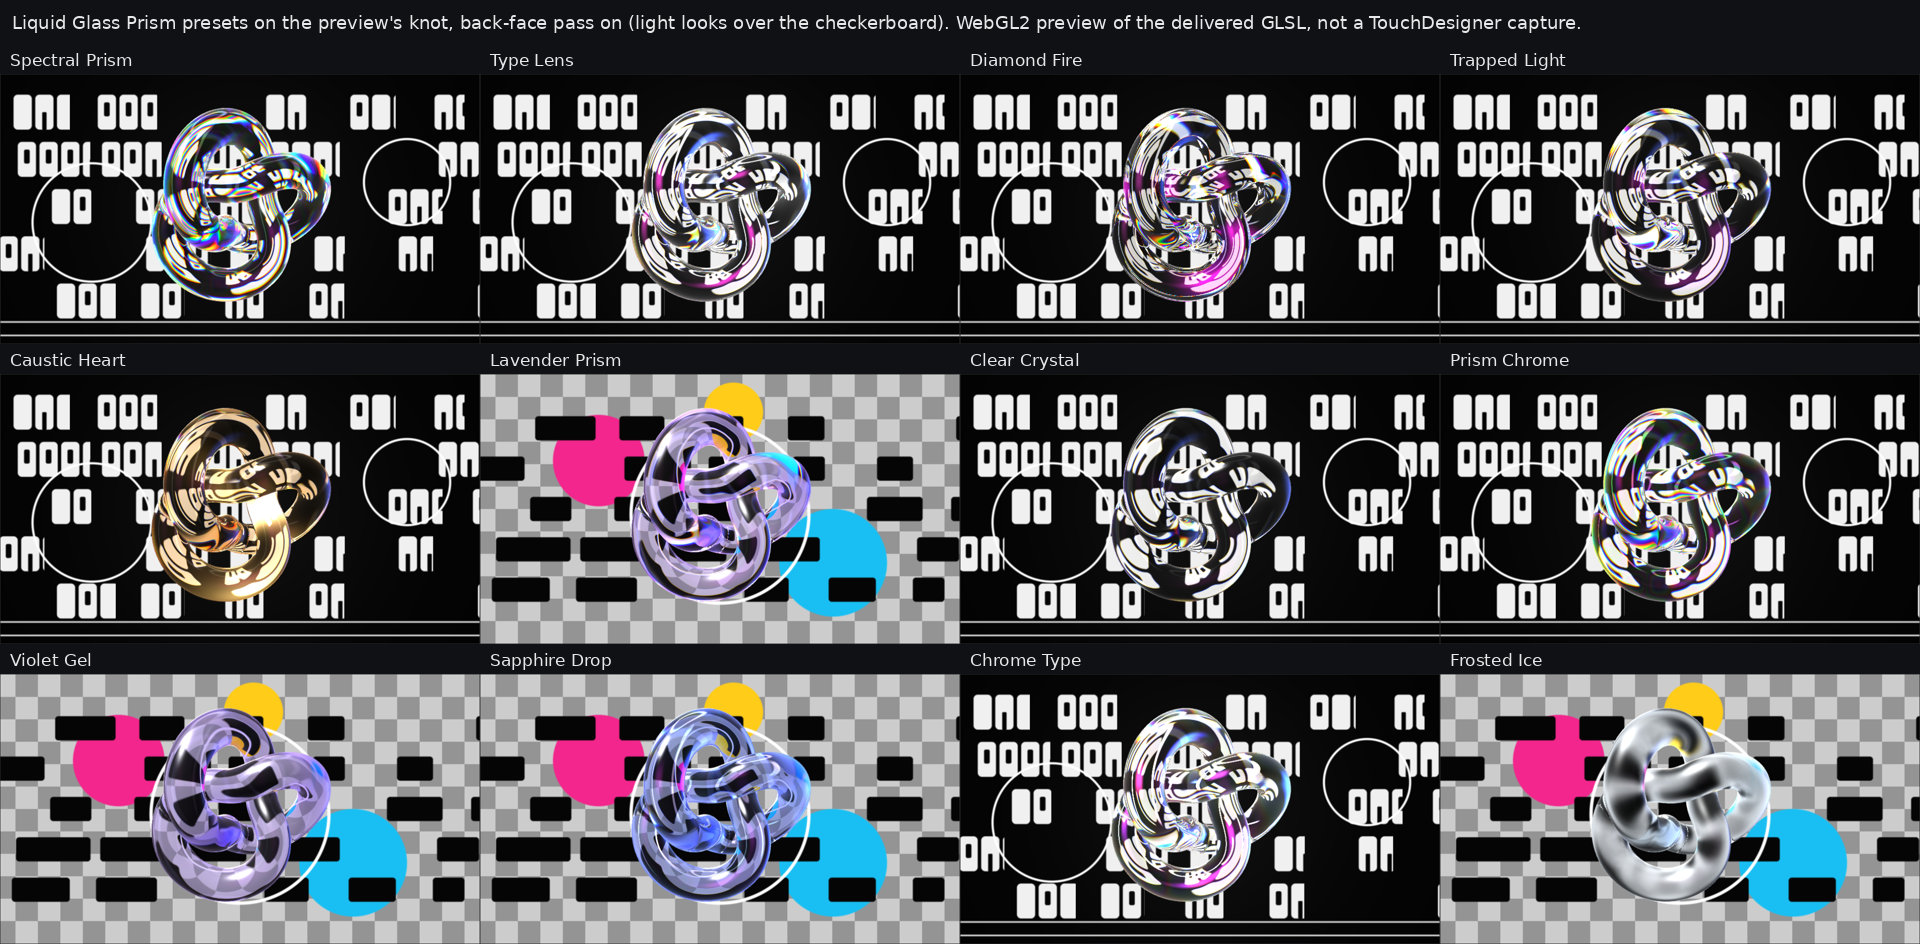 Liquid Glass Prism presets on the preview's knot, back-face pass on (light looks over the checkerboard). WebGL2 preview of the delivered GLSL, not a TouchDesigner capture.
Spectral Prism
Type Lens
Diamond Fire
Trapped Light
Caustic Heart
Lavender Prism
Clear Crystal
Prism Chrome
Violet Gel
Sapphire Drop
Chrome Type
Frosted Ice